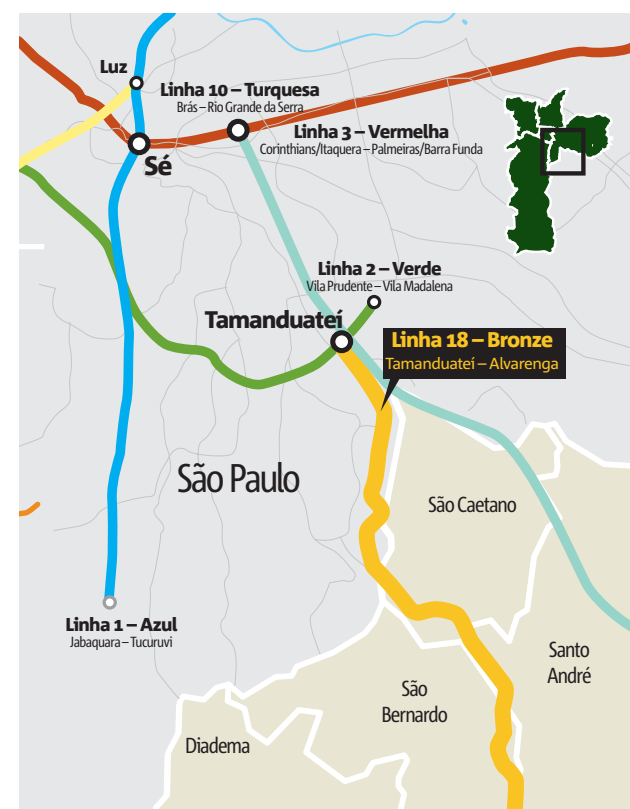 Luz
Linha 10 – Turquesa
Brás – Rio Grande da Serra
Linha 3 – Vermelha
Corinthians/Itaquera – Palmeiras/Barra Funda
Sé
Linha 2 – Verde
Vila Prudente – Vila Madalena
Tamanduateí
Linha 18 – Bronze
Tamanduateí – Alvarenga
São Paulo
São Caetano
Linha 1 – Azul
Jabaquara – Tucuruvi
Santo
André
São
Bernardo
Diadema